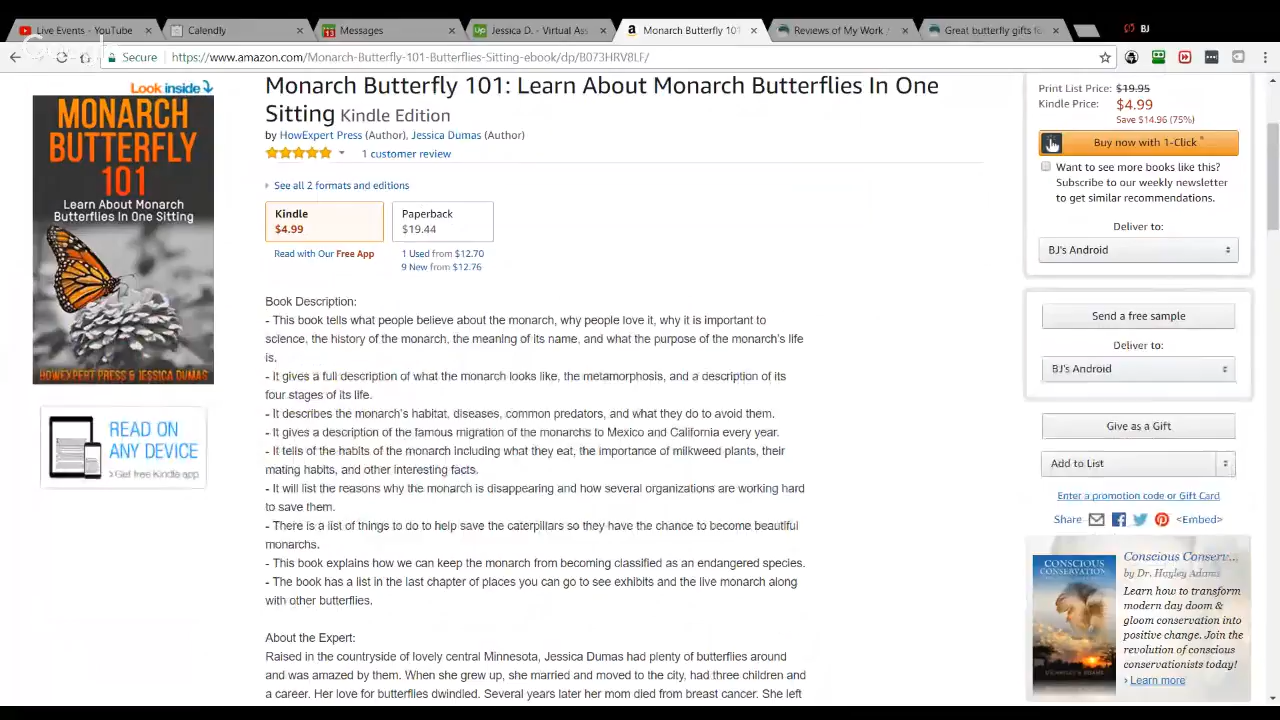 Live Events - YouTube
Calendly
Messages
Jessica D. - Virtual Ass
Monarch Butterfly 101
Reviews of My Work
Great butterfly gifts fo
BJ
Secure
https://www.amazon.com/Monarch-Butterfly-101-Butterflies-Sitting-ebook/dp/B073HRV8LF/
Look inside
MONARCH
BUTTERFLY
101
Learn About Monarch
Butterflies In One Sitting
HOWEXPERT PRESS & JESSICA DUMAS
READ ON
ANY DEVICE
› Get free Kindle app
Monarch Butterfly 101: Learn About Monarch Butterflies In One
Sitting Kindle Edition
by HowExpert Press (Author), Jessica Dumas (Author)
1 customer review
See all 2 formats and editions
Kindle
$4.99
Paperback
$19.44
Read with Our Free App
1 Used from $12.70
9 New from $12.76
Book Description:
- This book tells what people believe about the monarch, why people love it, why it is important to
science, the history of the monarch, the meaning of its name, and what the purpose of the monarch's life
is.
- It gives a full description of what the monarch looks like, the metamorphosis, and a description of its
four stages of its life.
- It describes the monarch's habitat, diseases, common predators, and what they do to avoid them.
- It gives a description of the famous migration of the monarchs to Mexico and California every year.
- It tells of the habits of the monarch including what they eat, the importance of milkweed plants, their
mating habits, and other interesting facts.
- It will list the reasons why the monarch is disappearing and how several organizations are working hard
to save them.
- There is a list of things to do to help save the caterpillars so they have the chance to become beautiful
monarchs.
- This book explains how we can keep the monarch from becoming classified as an endangered species.
- The book has a list in the last chapter of places you can go to see exhibits and the live monarch along
with other butterflies.
About the Expert:
Raised in the countryside of lovely central Minnesota, Jessica Dumas had plenty of butterflies around
and was amazed by them. When she grew up, she married and moved to the city, had three children and
a career. Her love for butterflies dwindled. Several years later her mom died from breast cancer. She left
Print List Price: $19.95
Kindle Price: $4.99
Save $14.96 (75%)
Buy now with 1-Click ®
Want to see more books like this?
Subscribe to our weekly newsletter
to get similar recommendations.
Deliver to:
BJ's Android
Send a free sample
Deliver to:
BJ's Android
Give as a Gift
Add to List
Enter a promotion code or Gift Card
Share <Embed>
CONSCIOUS
CONSERVATION
Conscious Conserv...
by Dr. Hayley Adams
Learn how to transform
modern day doom &
gloom conservation into
positive change. Join the
revolution of conscious
conservationists today!
› Learn more